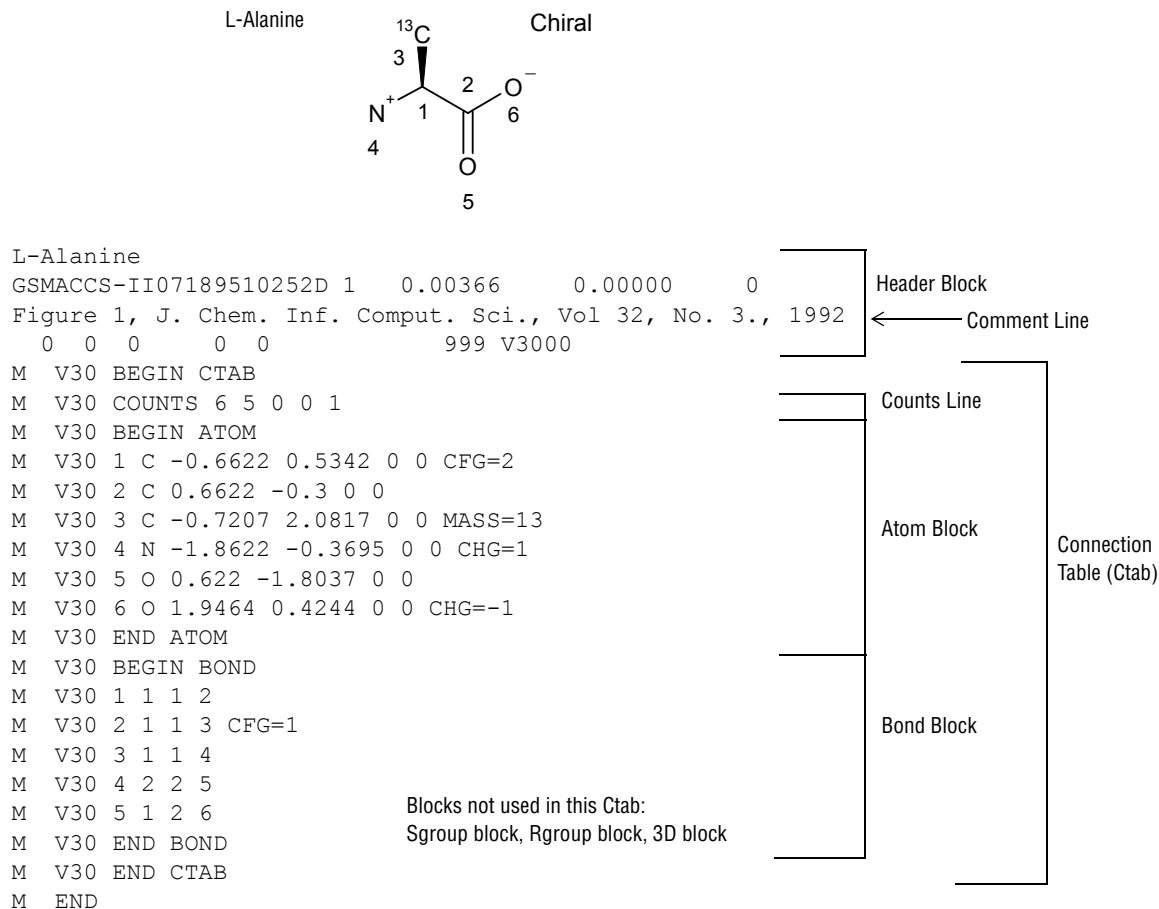 L-Alanine
Chiral
13C
3
2
O–
N+
1
6
4
O
5
L-Alanine
GSMACCS-II07189510252D 1   0.00366     0.00000     0
Header Block
Figure 1, J. Chem. Inf. Comput. Sci., Vol 32, No. 3., 1992
Comment Line
  0  0  0     0  0              999 V3000
M  V30 BEGIN CTAB
M  V30 COUNTS 6 5 0 0 1
Counts Line
M  V30 BEGIN ATOM
M  V30 1 C -0.6622 0.5342 0 0 CFG=2
M  V30 2 C 0.6622 -0.3 0 0
M  V30 3 C -0.7207 2.0817 0 0 MASS=13
Atom Block
M  V30 4 N -1.8622 -0.3695 0 0 CHG=1
Connection
Table (Ctab)
M  V30 5 O 0.622 -1.8037 0 0
M  V30 6 O 1.9464 0.4244 0 0 CHG=-1
M  V30 END ATOM
M  V30 BEGIN BOND
M  V30 1 1 1 2
M  V30 2 1 1 3 CFG=1
Bond Block
M  V30 3 1 1 4
M  V30 4 2 2 5
M  V30 5 1 2 6
Blocks not used in this Ctab:
Sgroup block, Rgroup block, 3D block
M  V30 END BOND
M  V30 END CTAB
M  END